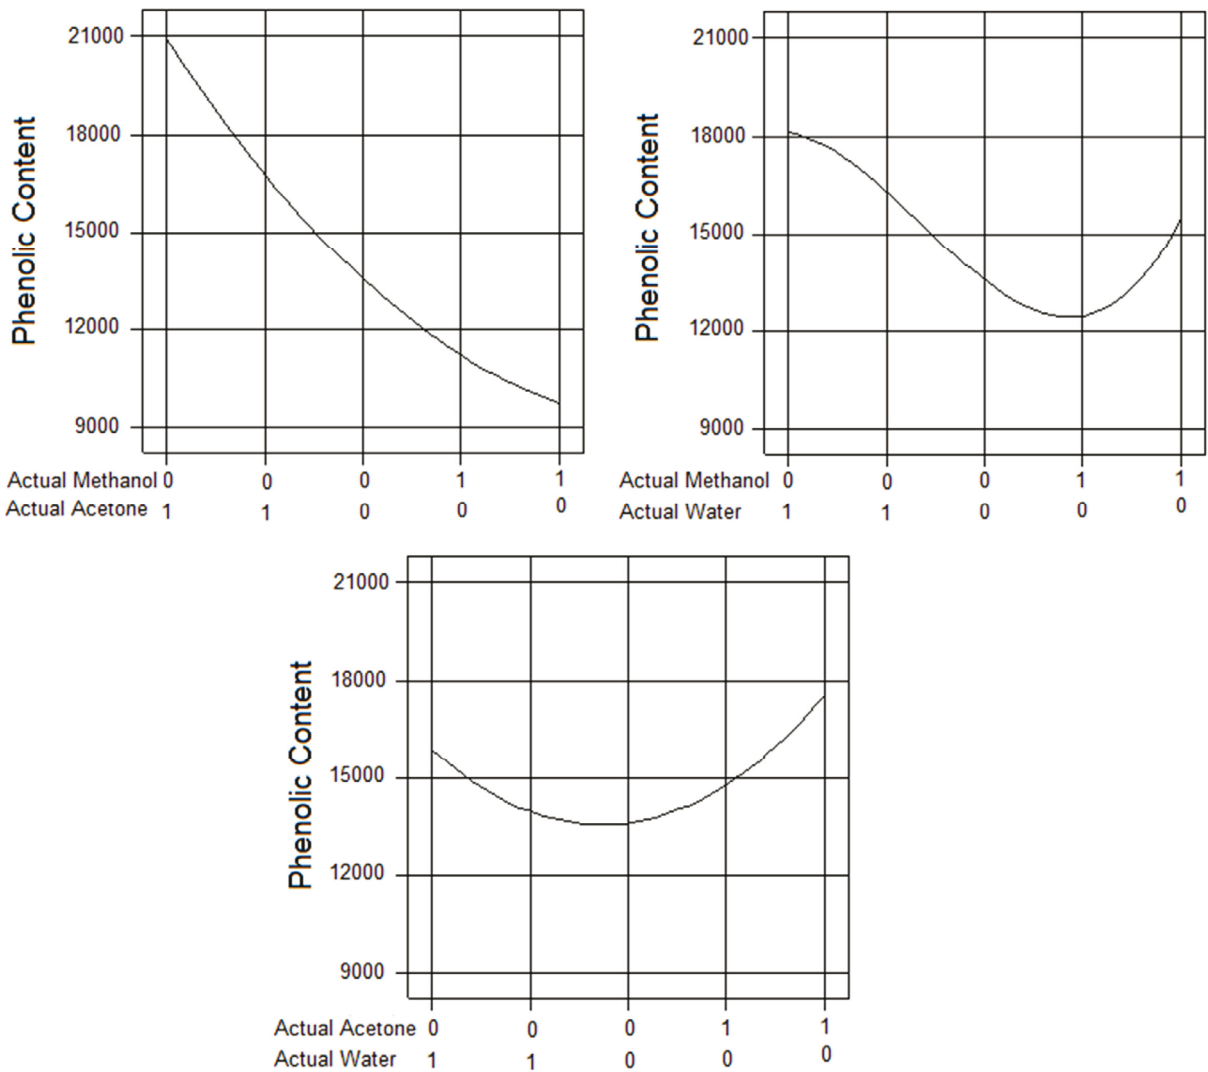 21000
18000
15000
12000
9000
Phenolic Content
Actual Methanol 0 0 0 1 1
Actual Acetone 1 1 0 0 0
21000
18000
15000
12000
9000
Phenolic Content
Actual Methanol 0 0 0 1 1
Actual Water 1 1 0 0 0
21000
18000
15000
12000
9000
Phenolic Content
Actual Acetone 0 0 0 1 1
Actual Water 1 1 0 0 0